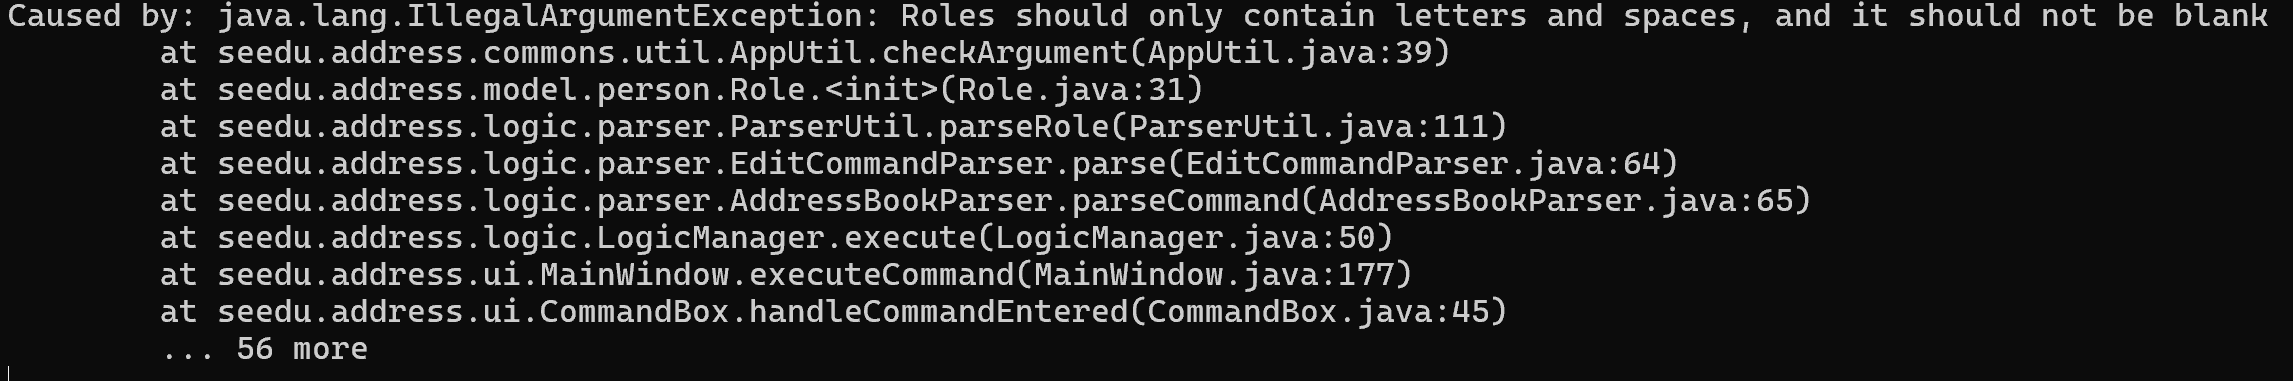 Caused by: java.lang.IllegalArgumentException: Roles should only contain letters and spaces, and it should not be blank
at seedu.address.commons.util.AppUtil.checkArgument(AppUtil.java:39)
at seedu.address.model.person.Role.<init>(Role.java:31)
at seedu.address.logic.parser.ParserUtil.parseRole(ParserUtil.java:111)
at seedu.address.logic.parser.EditCommandParser.parse(EditCommandParser.java:64)
at seedu.address.logic.parser.AddressBookParser.parseCommand(AddressBookParser.java:65)
at seedu.address.logic.LogicManager.execute(LogicManager.java:50)
at seedu.address.ui.MainWindow.executeCommand(MainWindow.java:177)
at seedu.address.ui.CommandBox.handleCommandEntered(CommandBox.java:45)
... 56 more